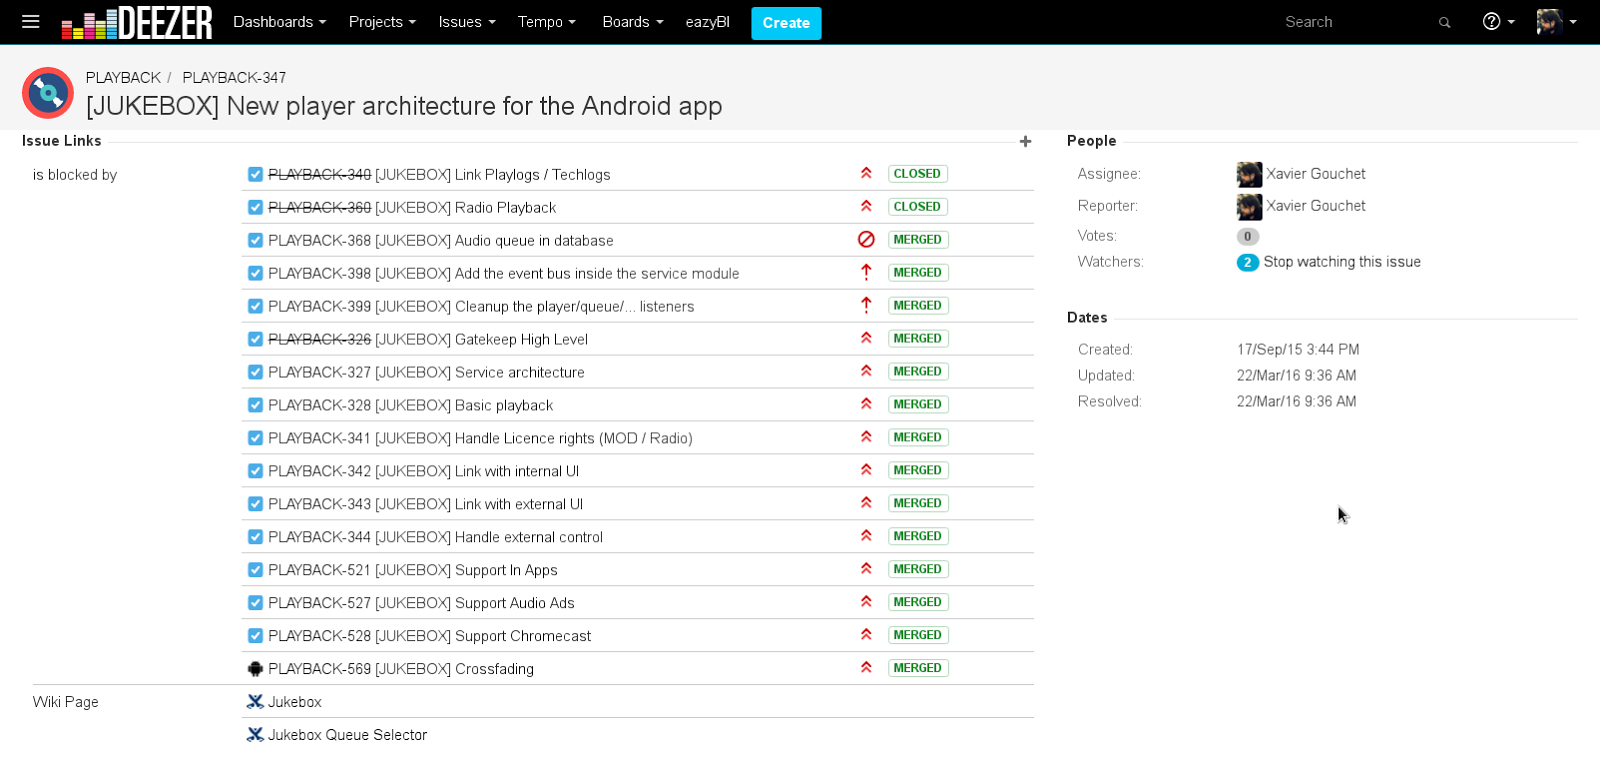 DEEZER Dashboards Projects Issues Tempo Boards eazyBI Create Search
PLAYBACK / PLAYBACK-347
[JUKEBOX] New player architecture for the Android app
Issue Links
is blocked by
PLAYBACK-340 [JUKEBOX] Link Playlogs / Techlogs CLOSED
PLAYBACK-360 [JUKEBOX] Radio Playback CLOSED
PLAYBACK-368 [JUKEBOX] Audio queue in database MERGED
PLAYBACK-398 [JUKEBOX] Add the event bus inside the service module MERGED
PLAYBACK-399 [JUKEBOX] Cleanup the player/queue/... listeners MERGED
PLAYBACK-326 [JUKEBOX] Gatekeep High Level MERGED
PLAYBACK-327 [JUKEBOX] Service architecture MERGED
PLAYBACK-328 [JUKEBOX] Basic playback MERGED
PLAYBACK-341 [JUKEBOX] Handle Licence rights (MOD / Radio) MERGED
PLAYBACK-342 [JUKEBOX] Link with internal UI MERGED
PLAYBACK-343 [JUKEBOX] Link with external UI MERGED
PLAYBACK-344 [JUKEBOX] Handle external control MERGED
PLAYBACK-521 [JUKEBOX] Support In Apps MERGED
PLAYBACK-527 [JUKEBOX] Support Audio Ads MERGED
PLAYBACK-528 [JUKEBOX] Support Chromecast MERGED
PLAYBACK-569 [JUKEBOX] Crossfading MERGED
Wiki Page
Jukebox
Jukebox Queue Selector
People
Assignee: Xavier Gouchet
Reporter: Xavier Gouchet
Votes: 0
Watchers: 2 Stop watching this issue
Dates
Created: 17/Sep/15 3:44 PM
Updated: 22/Mar/16 9:36 AM
Resolved: 22/Mar/16 9:36 AM